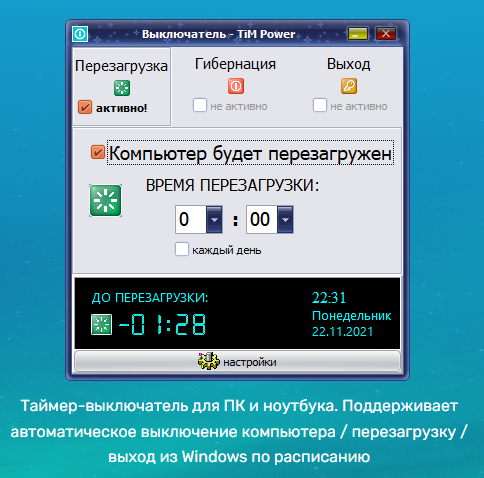 Выключатель - TiM Power
Перезагрузка Гибернация Выход
активно! не активно не активно
Компьютер будет перезагружен
ВРЕМЯ ПЕРЕЗАГРУЗКИ:
0 : 00
каждый день
ДО ПЕРЕЗАГРУЗКИ: 22:31
Понедельник
-01:28 22.11.2021
настройки
Таймер-выключатель для ПК и ноутбука. Поддерживает
автоматическое выключение компьютера / перезагрузку /
выход из Windows по расписанию